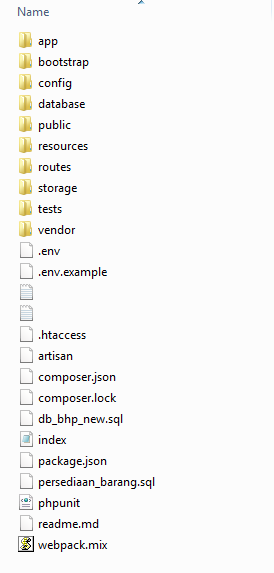 Name
app
bootstrap
config
database
public
resources
routes
storage
tests
vendor
.env
.env.example
.htaccess
artisan
composer.json
composer.lock
db_bhp_new.sql
index
package.json
persediaan_barang.sql
phpunit
readme.md
webpack.mix